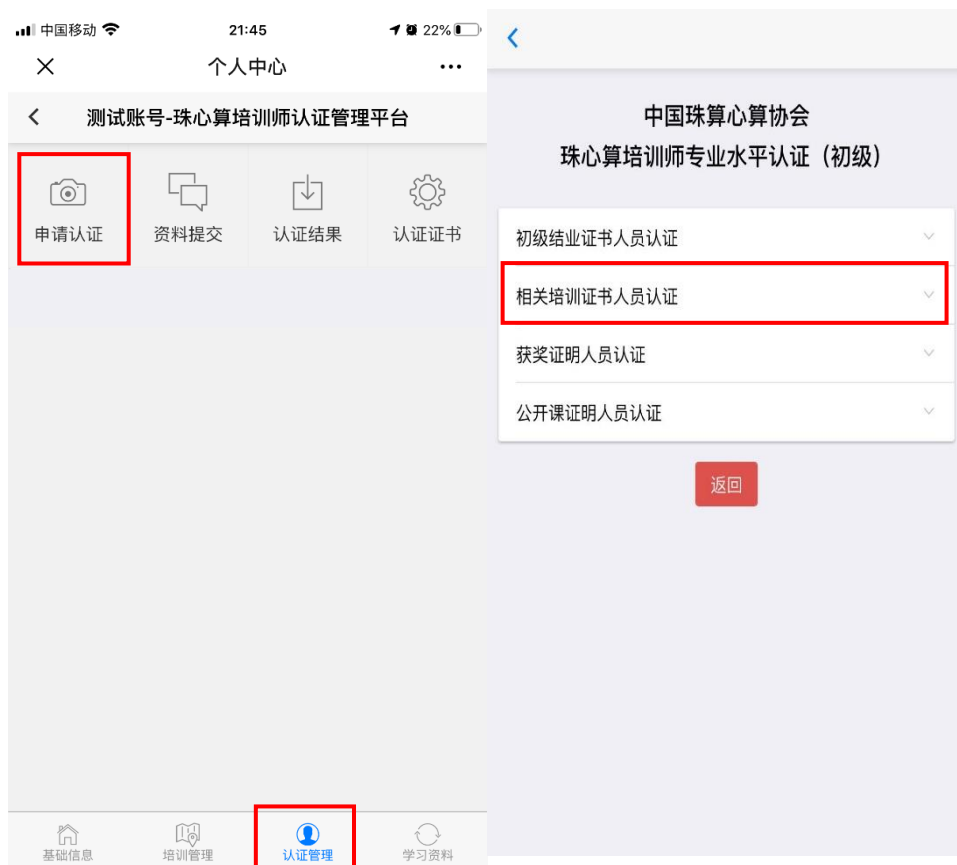 中国移动 21:45 22%
个人中心
测试账号-珠心算培训师认证管理平台
申请认证 资料提交 认证结果 认证证书
基础信息 培训管理 认证管理 学习资料
中国珠算心算协会
珠心算培训师专业水平认证（初级）
初级结业证书人员认证
相关培训证书人员认证
获奖证明人员认证
公开课证明人员认证
返回